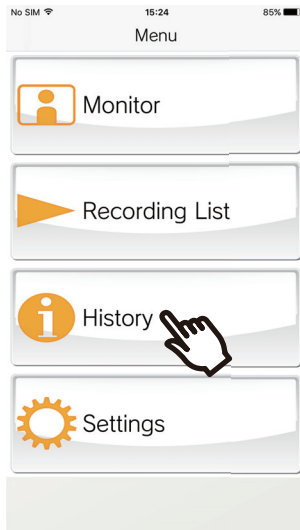 No SIM 15:24 85%
Menu
Monitor
Recording List
History
Settings